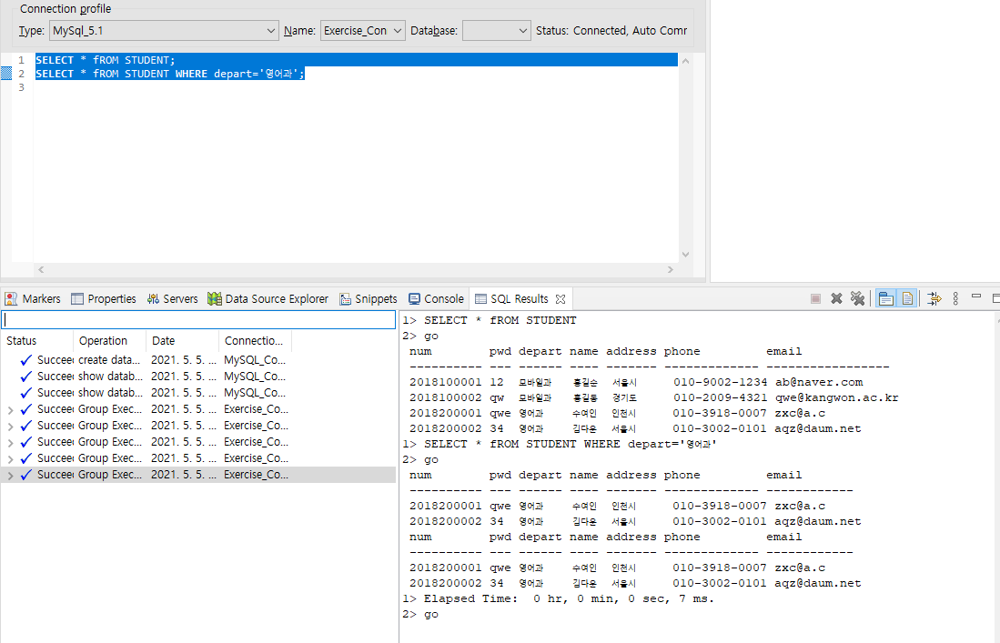 Connection profile
Type: MySql_5.1 Name: Exercise_Con Database: Status: Connected, Auto Comr
1 SELECT * fROM STUDENT;
2 SELECT * fROM STUDENT WHERE depart='영어과';
3
Markers Properties Servers Data Source Explorer Snippets Console SQL Results
Status Operation Date Connectio...
Succee create data... 2021. 5. 5. ... MySQL_Co...
Succee show datab... 2021. 5. 5. ... MySQL_Co...
Succee show datab... 2021. 5. 5. ... MySQL_Co...
Succee Group Exec... 2021. 5. 5. ... Exercise_Co...
Succee Group Exec... 2021. 5. 5. ... Exercise_Co...
Succee Group Exec... 2021. 5. 5. ... Exercise_Co...
Succee Group Exec... 2021. 5. 5. ... Exercise_Co...
Succee Group Exec... 2021. 5. 5. ... Exercise_Co...
1> SELECT * fROM STUDENT
2> go
num pwd depart name address phone email
---------- --- ------ ---- ------- ------------- -----------------
2018100001 12 모바일과 홍길순 서울시 010-9002-1234 ab@naver.com
2018100002 qw 모바일과 홍길동 경기도 010-2009-4321 qwe@kangwon.ac.kr
2018200001 qwe 영어과 수여인 인천시 010-3918-0007 zxc@a.c
2018200002 34 영어과 김다운 서울시 010-3002-0101 aqz@daum.net
1> SELECT * fROM STUDENT WHERE depart='영어과'
2> go
num pwd depart name address phone email
---------- --- ------ ---- ------- ------------- ------------
2018200001 qwe 영어과 수여인 인천시 010-3918-0007 zxc@a.c
2018200002 34 영어과 김다운 서울시 010-3002-0101 aqz@daum.net
num pwd depart name address phone email
---------- --- ------ ---- ------- ------------- ------------
2018200001 qwe 영어과 수여인 인천시 010-3918-0007 zxc@a.c
2018200002 34 영어과 김다운 서울시 010-3002-0101 aqz@daum.net
1> Elapsed Time: 0 hr, 0 min, 0 sec, 7 ms.
2> go